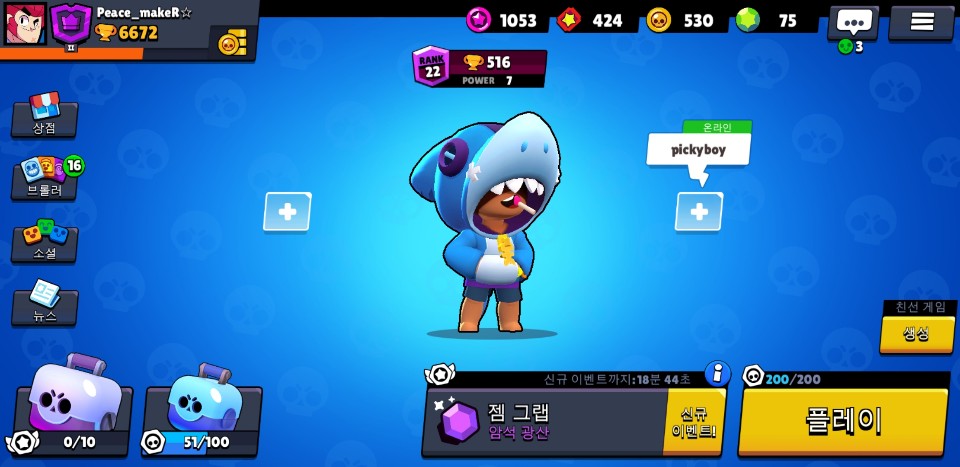 Peace_makeR☆
6672
II
1053
424
530
75
3
RANK
22
516
POWER 7
상점
16
브롤러
소셜
뉴스
온라인
pickyboy
친선 게임
생성
0/10
51/100
신규 이벤트까지:18분 44초
젬 그랩
암석 광산
신규
이벤트!
200/200
플레이